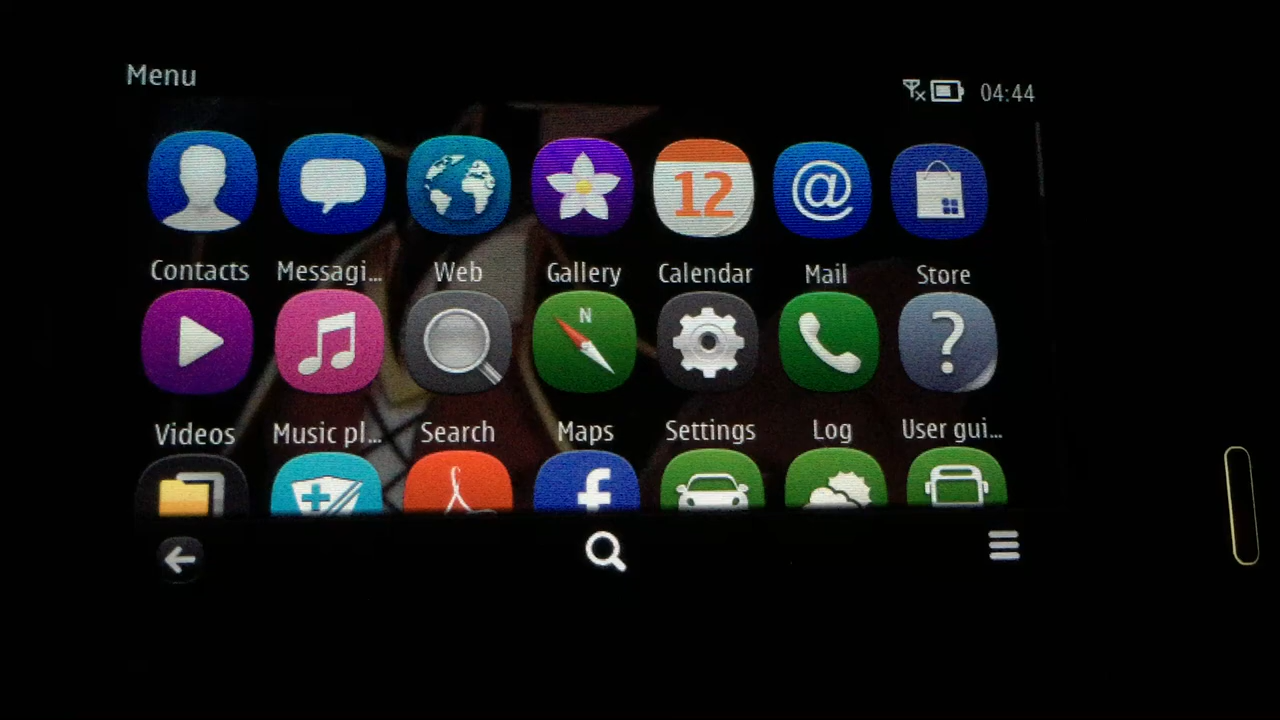 Menu
04:44
12
@
Contacts Messagi... Web Gallery Calendar Mail Store
N
?
Videos Music pl... Search Maps Settings Log User gui...
f